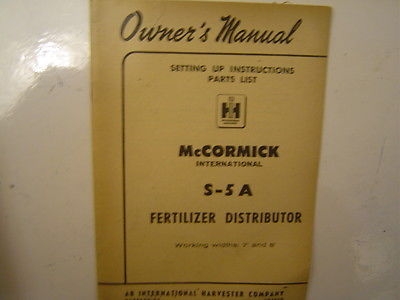 Owner's Manual
SETTING UP INSTRUCTIONS
PARTS LIST
IH
McCORMICK
INTERNATIONAL
S-5A
FERTILIZER DISTRIBUTOR
Working widths: 7' and 8'
AB INTERNATIONAL HARVESTER COMPANY